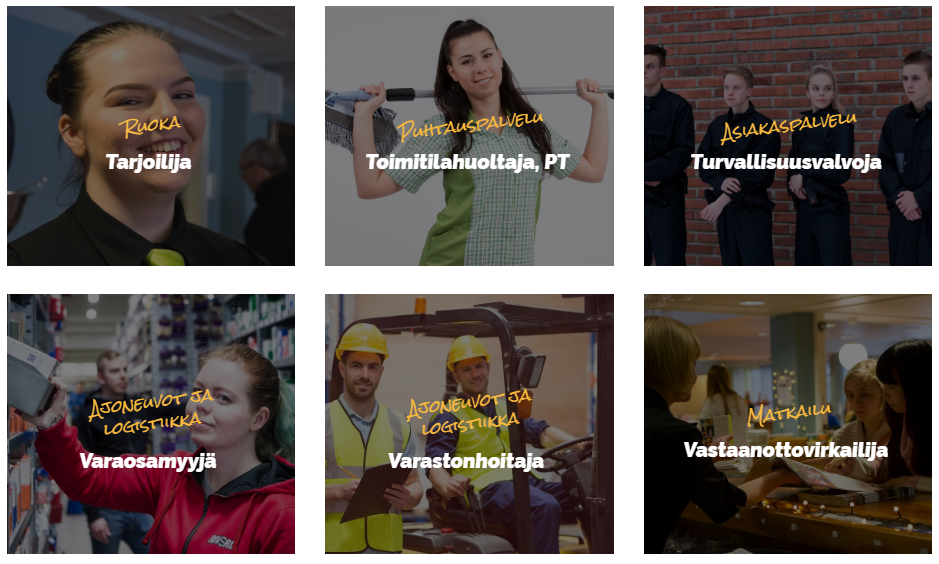 Ruoka
Tarjoilija
Puhtauspalvelu
Toimitilahuoltaja, PT
Asiakaspalvelu
Turvallisuusvalvoja
Ajoneuvot ja
logistiikka
Varaosamyyjä
Ajoneuvot ja
logistiikka
Varastonhoitaja
Matkailu
Vastaanottovirkailija